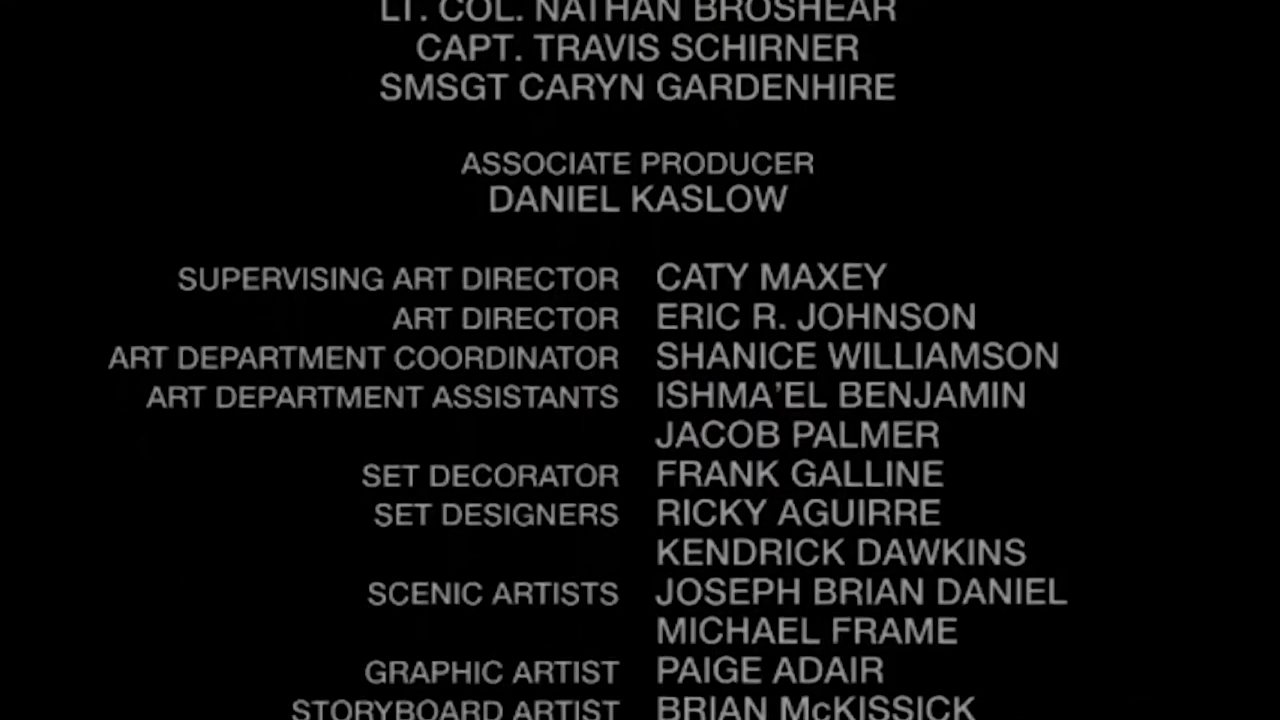 LT. COL. NATHAN BROSHEAR
CAPT. TRAVIS SCHIRNER
SMSGT CARYN GARDENHIRE
ASSOCIATE PRODUCER
DANIEL KASLOW
SUPERVISING ART DIRECTOR CATY MAXEY
ART DIRECTOR ERIC R. JOHNSON
ART DEPARTMENT COORDINATOR SHANICE WILLIAMSON
ART DEPARTMENT ASSISTANTS ISHMA'EL BENJAMIN
JACOB PALMER
SET DECORATOR FRANK GALLINE
SET DESIGNERS RICKY AGUIRRE
KENDRICK DAWKINS
SCENIC ARTISTS JOSEPH BRIAN DANIEL
MICHAEL FRAME
GRAPHIC ARTIST PAIGE ADAIR
STORYBOARD ARTIST BRIAN McKISSICK